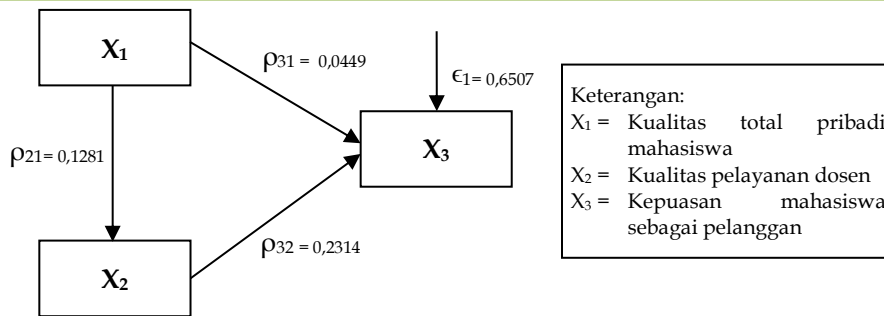 X1
ρ31 = 0,0449
ϵ1= 0,6507
X3
ρ21= 0,1281
ρ32 = 0,2314
X2
Keterangan:
X1 = Kualitas total pribadi
mahasiswa
X2 = Kualitas pelayanan dosen
X3 = Kepuasan mahasiswa
sebagai pelanggan